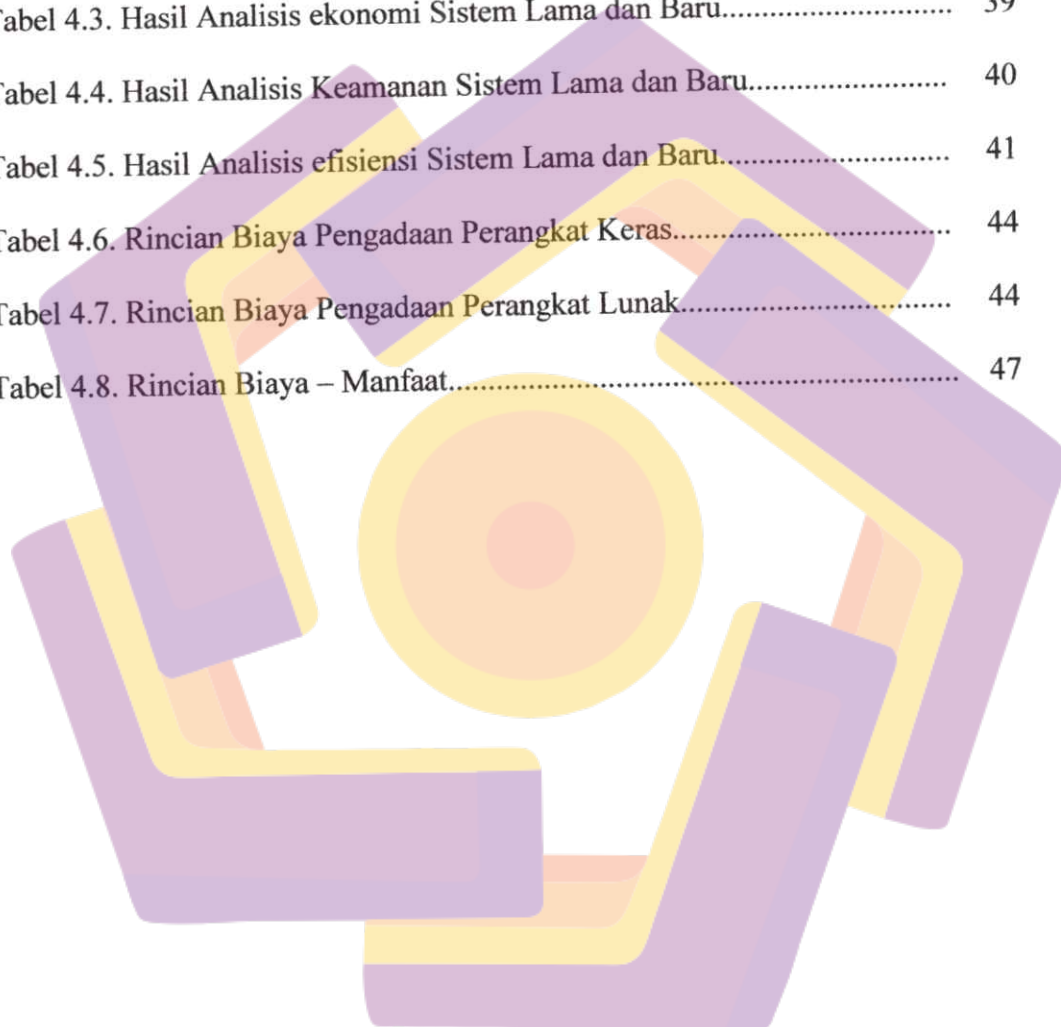 Tabel 4.3. Hasil Analisis ekonomi Sistem Lama dan Baru............................ 39
Tabel 4.4. Hasil Analisis Keamanan Sistem Lama dan Baru........................ 40
Tabel 4.5. Hasil Analisis efisiensi Sistem Lama dan Baru............................ 41
Tabel 4.6. Rincian Biaya Pengadaan Perangkat Keras.................................. 44
Tabel 4.7. Rincian Biaya Pengadaan Perangkat Lunak................................. 44
Tabel 4.8. Rincian Biaya – Manfaat.............................................................. 47